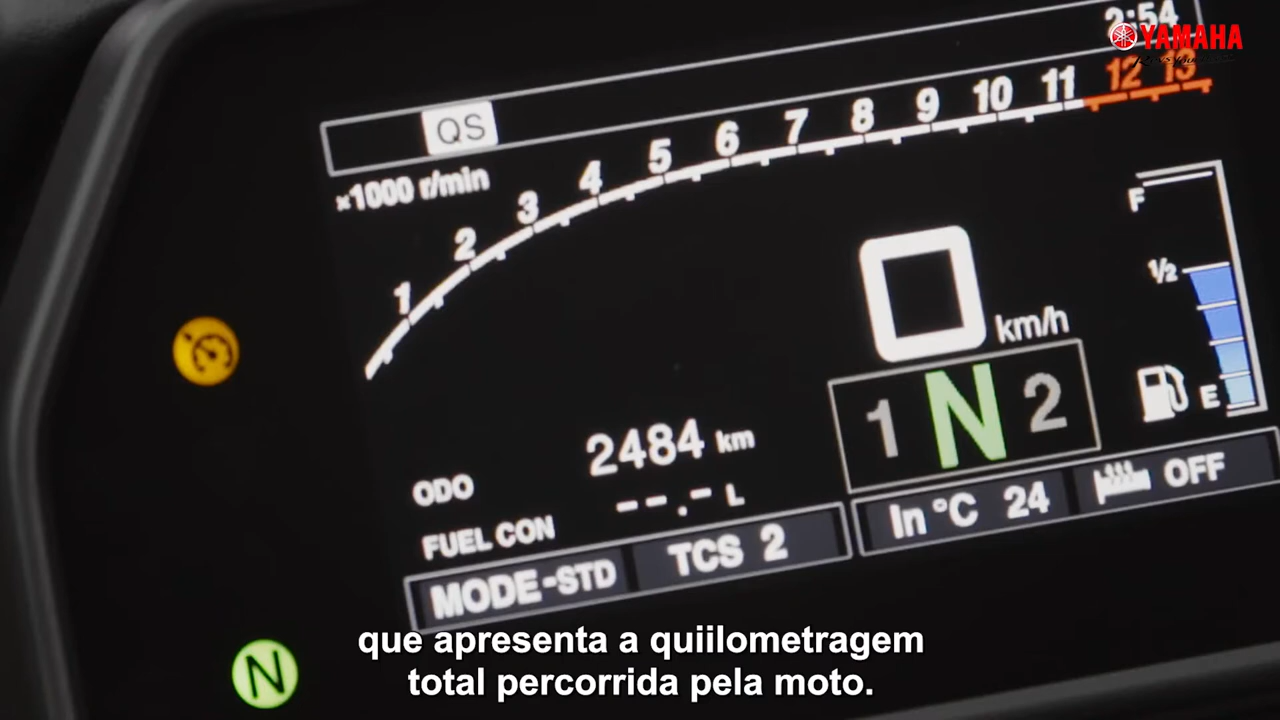 2:54
YAMAHA
QS
×1000 r/min
1 2 3 4 5 6 7 8 9 10 11 12 13
F
1/2
E
0 km/h
1 N 2
ODO 2484 km
FUEL CON --.- L
MODE-STD TCS 2 In °C 24 OFF
N
que apresenta a quiilometragem
total percorrida pela moto.